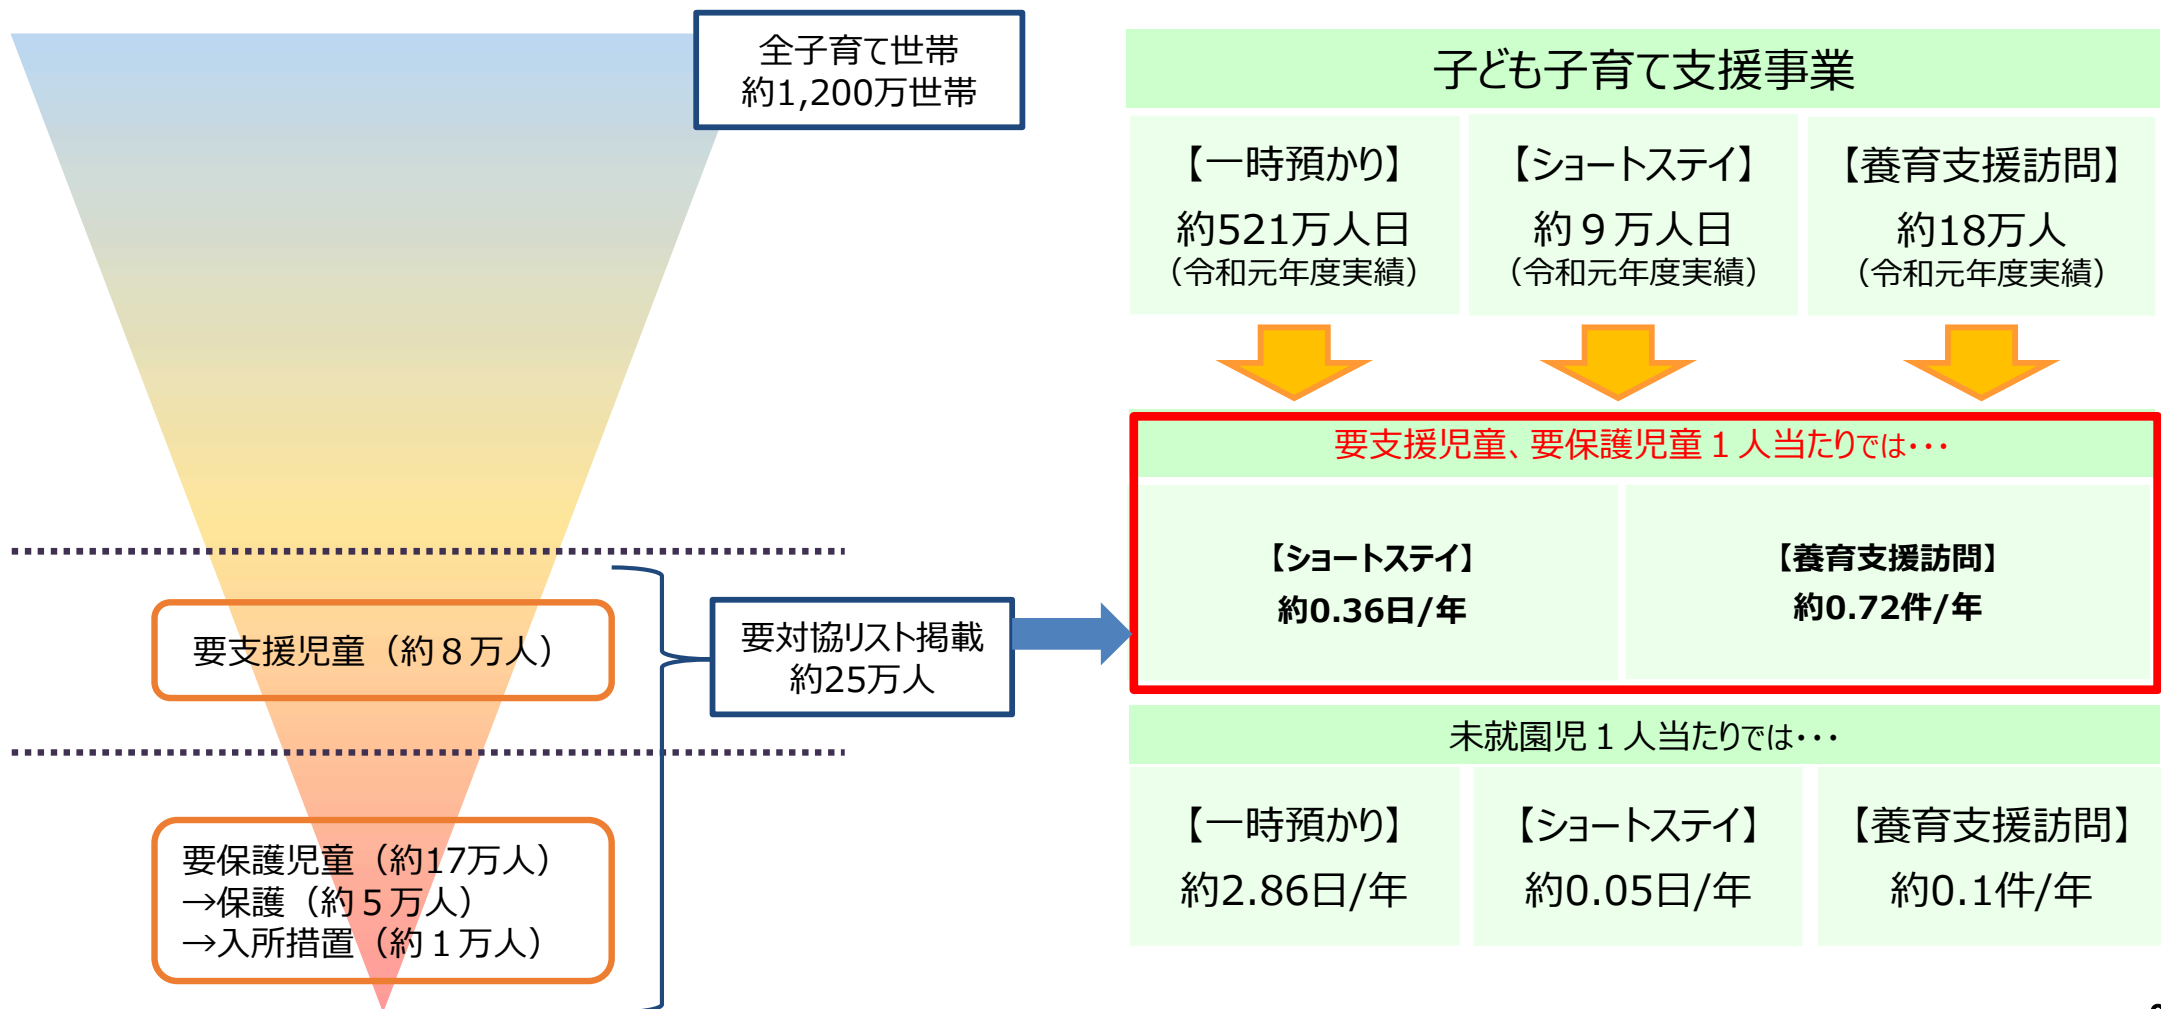 全子育て世帯
約1,200万世帯
要支援児童（約８万人）
要対協リスト掲載
約25万人
要保護児童（約17万人）
→保護（約５万人）
→入所措置（約１万人）
子ども子育て支援事業
【一時預かり】
約521万人日
（令和元年度実績）
【ショートステイ】
約９万人日
（令和元年度実績）
【養育支援訪問】
約18万人
（令和元年度実績）
要支援児童、要保護児童１人当たりでは･･･
【ショートステイ】
約0.36日/年
【養育支援訪問】
約0.72件/年
未就園児１人当たりでは･･･
【一時預かり】
約2.86日/年
【ショートステイ】
約0.05日/年
【養育支援訪問】
約0.1件/年